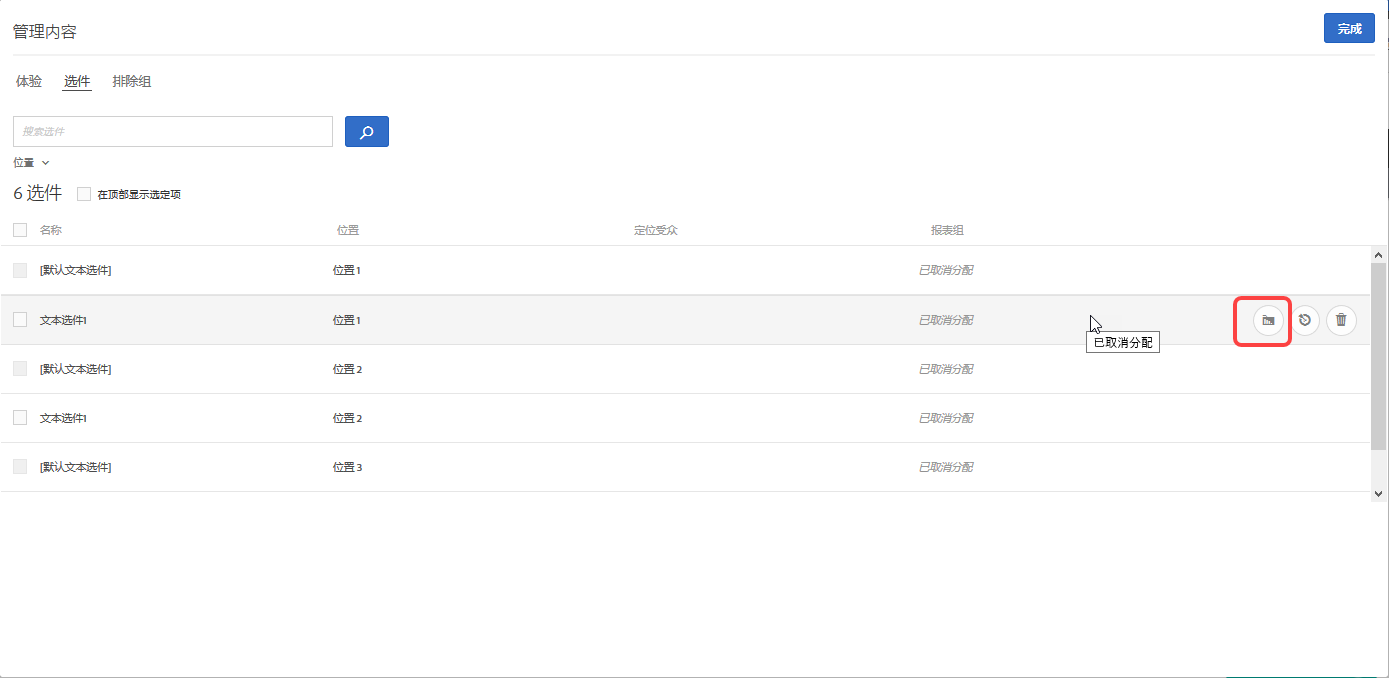 管理内容
完成
体验 选件 排除组
搜索选件
位置
6 选件 在顶部显示选定项
名称 位置 定位受众 报表组
[默认文本选件] 位置1 已取消分配
文本选件1 位置1 已取消分配
已取消分配
[默认文本选件] 位置2 已取消分配
文本选件1 位置2 已取消分配
[默认文本选件] 位置3 已取消分配